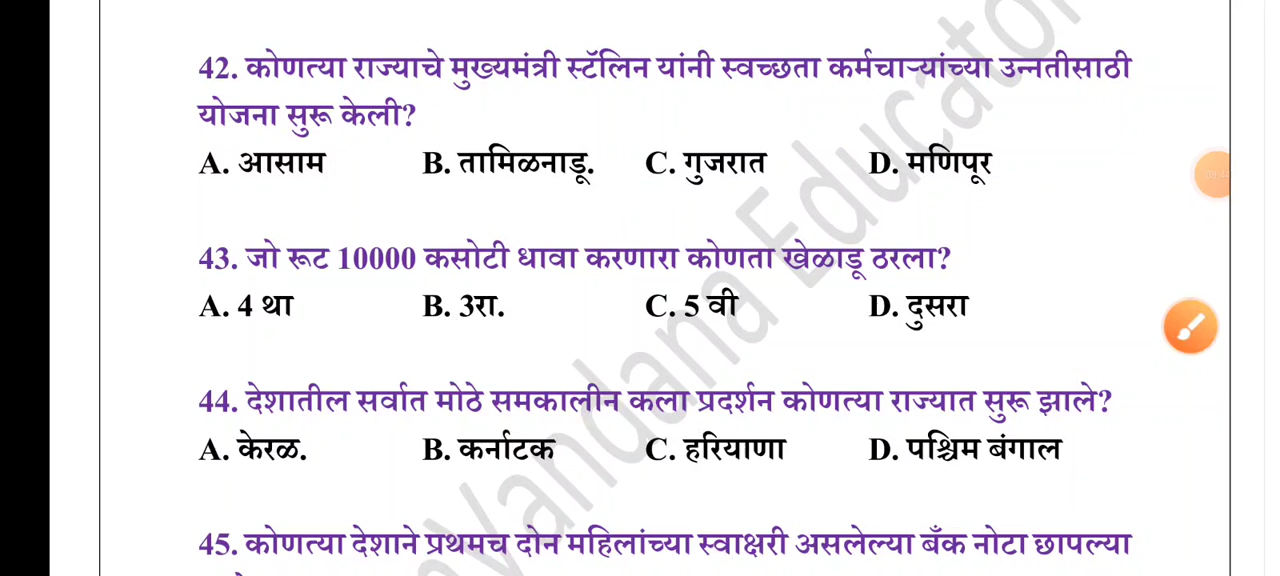 42. कोणत्या राज्याचे मुख्यमंत्री स्टॅलिन यांनी स्वच्छता कर्मचाऱ्यांच्या उन्नतीसाठी
योजना सुरू केली?
A. आसाम B. तामिळनाडू. C. गुजरात D. मणिपूर
43. जो रूट 10000 कसोटी धावा करणारा कोणता खेळाडू ठरला?
A. 4 था B. 3रा. C. 5 वी D. दुसरा
44. देशातील सर्वात मोठे समकालीन कला प्रदर्शन कोणत्या राज्यात सुरू झाले?
A. केरळ. B. कर्नाटक C. हरियाणा D. पश्चिम बंगाल
45. कोणत्या देशाने प्रथमच दोन महिलांच्या स्वाक्षरी असलेल्या बँक नोटा छापल्या
Vandana Educator